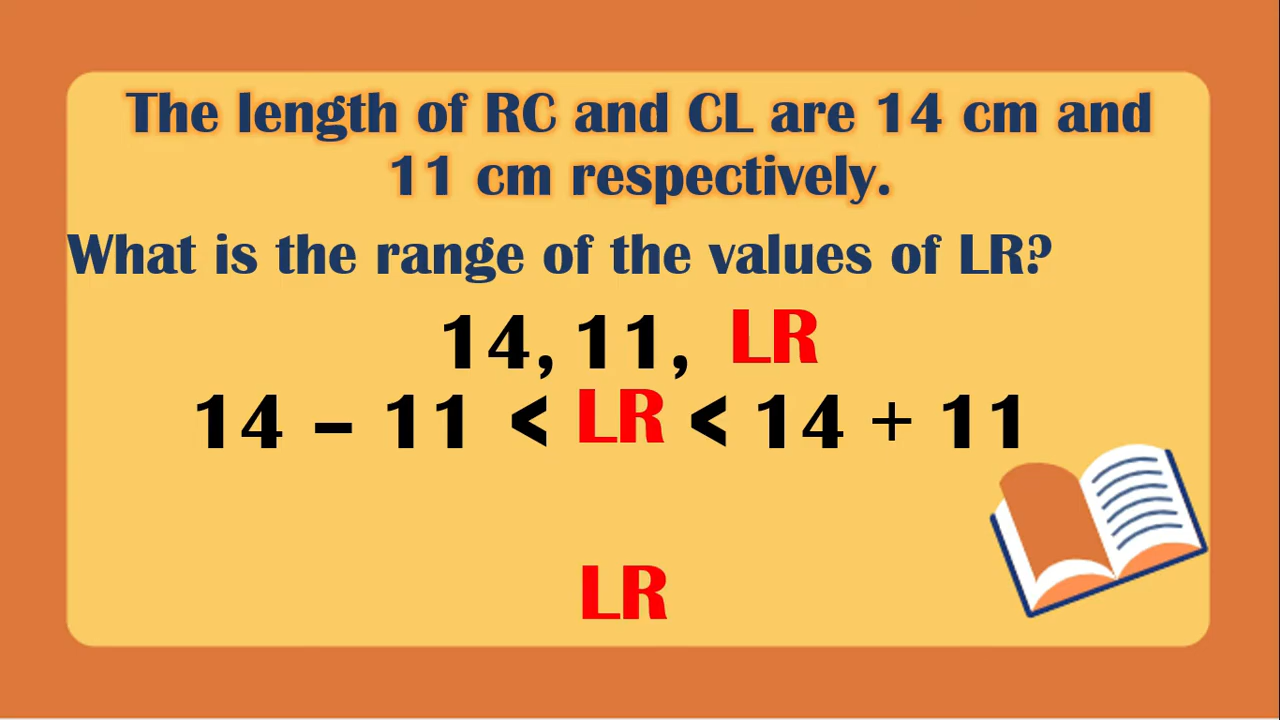 The length of RC and CL are 14 cm and
11 cm respectively.
What is the range of the values of LR?
14, 11, LR
14 – 11 < LR < 14 + 11
LR